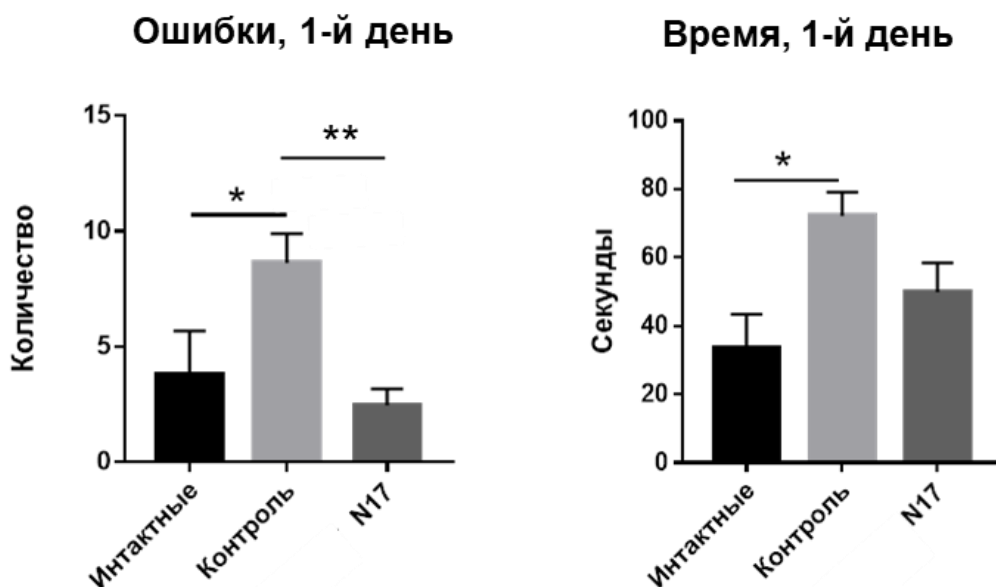 Ошибки, 1-й день
Количество
15
10
5
0
*
**
Интактные
Контроль
N17
Время, 1-й день
Секунды
100
80
60
40
20
0
*
Интактные
Контроль
N17